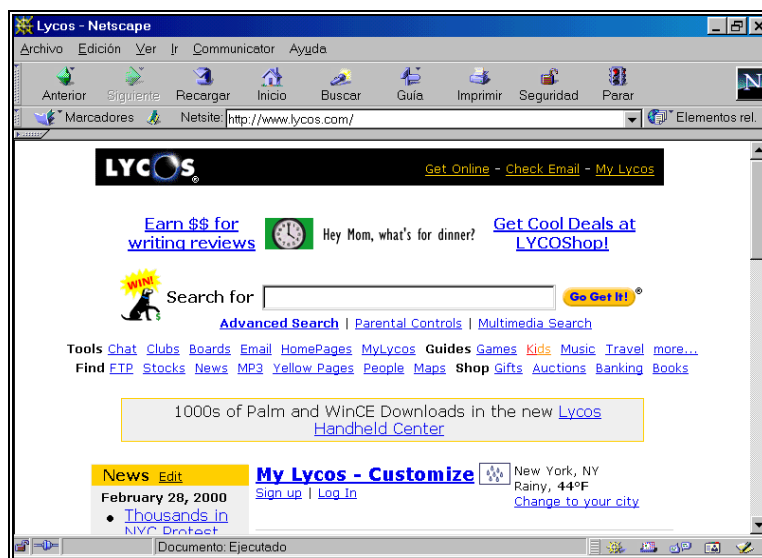 Lycos - Netscape
Archivo Edición Ver Ir Communicator Ayuda
Anterior Siguiente Recargar Inicio Buscar Guía Imprimir Seguridad Parar N
Marcadores Netsite: http://www.lycos.com/ Elementos rel.
LYCOS® Get Online - Check Email - My Lycos
Earn $$ for
writing reviews
Hey Mom, what's for dinner?
Get Cool Deals at
LYCOShop!
WIN!
Search for Go Get It!®
Advanced Search | Parental Controls | Multimedia Search
Tools Chat Clubs Boards Email HomePages MyLycos Guides Games Kids Music Travel more...
Find FTP Stocks News MP3 Yellow Pages People Maps Shop Gifts Auctions Banking Books
1000s of Palm and WinCE Downloads in the new Lycos
Handheld Center
News Edit
February 28, 2000
• Thousands in
NYC Protest
My Lycos - Customize
Sign up | Log In
New York, NY
Rainy, 44°F
Change to your city
Documento: Ejecutado